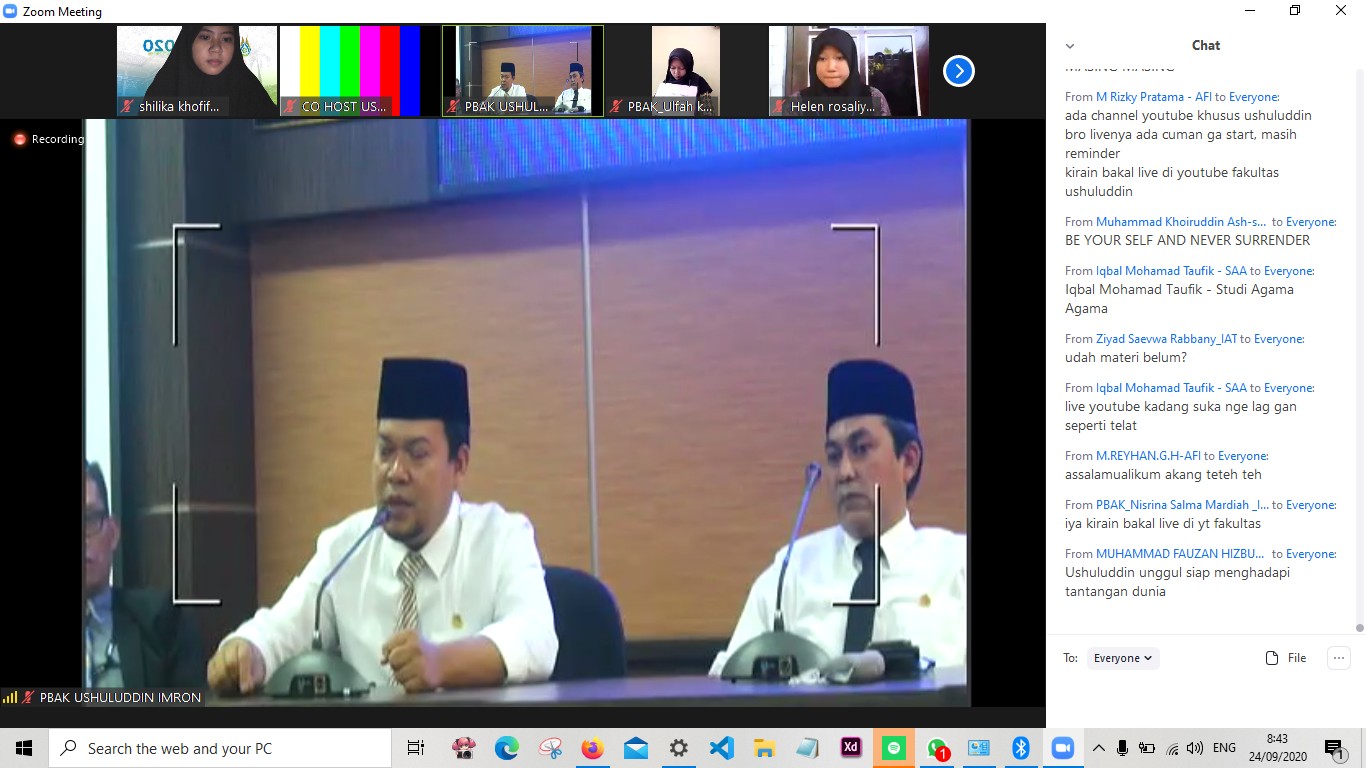 Zoom Meeting
shilika khofif...
CO HOST US...
PBAK USHUL...
PBAK_Ulfah k...
Helen rosaliy...
Recording
PBAK USHULUDDIN IMRON
Chat
MASING MASING
From M Rizky Pratama - AFI to Everyone:
ada channel youtube khusus ushuluddin
bro livenya ada cuman ga start, masih
reminder
kirain bakal live di youtube fakultas
ushuluddin
From Muhammad Khoiruddin Ash-s... to Everyone:
BE YOUR SELF AND NEVER SURRENDER
From Iqbal Mohamad Taufik - SAA to Everyone:
Iqbal Mohamad Taufik - Studi Agama
Agama
From Ziyad Saevwa Rabbany_IAT to Everyone:
udah materi belum?
From Iqbal Mohamad Taufik - SAA to Everyone:
live youtube kadang suka nge lag gan
seperti telat
From M.REYHAN.G.H-AFI to Everyone:
assalamualikum akang teteh teh
From PBAK_Nisrina Salma Mardiah _I... to Everyone:
iya kirain bakal live di yt fakultas
From MUHAMMAD FAUZAN HIZBU... to Everyone:
Ushuluddin unggul siap menghadapi
tantangan dunia
To: Everyone File ...
Search the web and your PC
Xd
1
ENG
8:43
24/09/2020
1